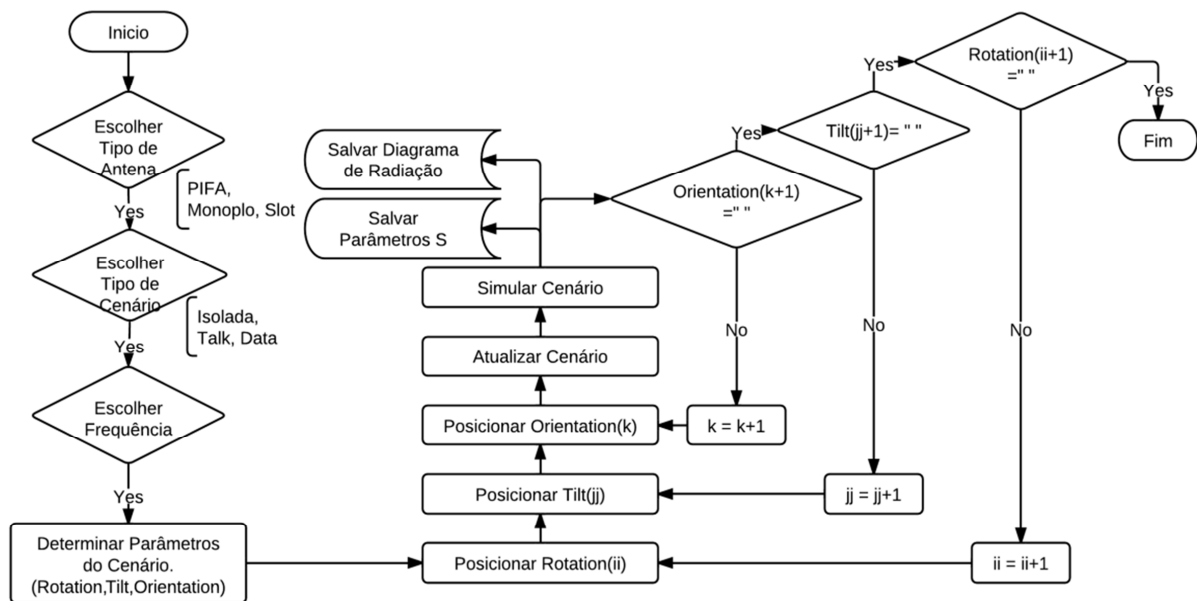 Inicio
Escolher
Tipo de
Antena
PIFA,
Monoplo, Slot
Yes
Escolher
Tipo de
Cenário
Isolada,
Talk, Data
Yes
Escolher
Frequência
Yes
Determinar Parâmetros
do Cenário.
(Rotation,Tilt,Orientation)
Salvar Diagrama
de Radiação
Salvar
Parâmetros S
Simular Cenário
Atualizar Cenário
Posicionar Orientation(k)
Posicionar Tilt(jj)
Posicionar Rotation(ii)
Orientation(k+1)
=" "
Yes
No
k = k+1
Tilt(jj+1)= " "
Yes
No
jj = jj+1
Rotation(ii+1)
=" "
Yes
No
ii = ii+1
Fim